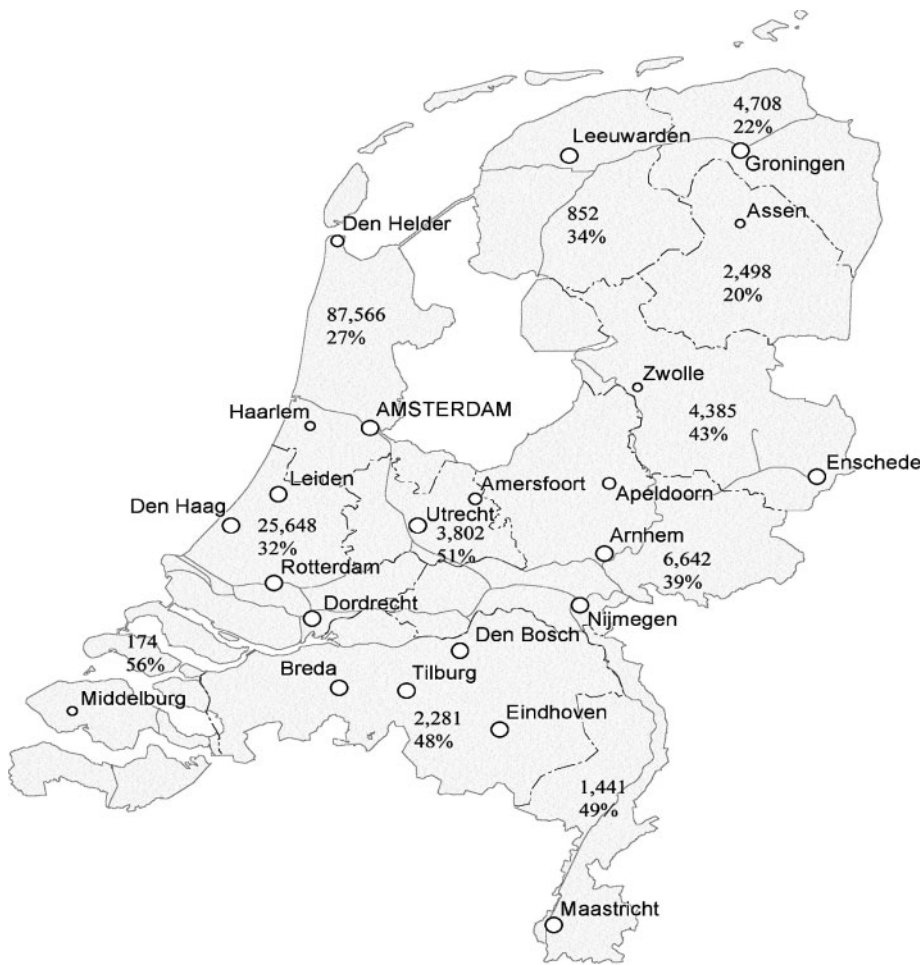 4,708
22%
Leeuwarden
Groningen
852
34%
Assen
Den Helder
2,498
20%
87,566
27%
Zwolle
Haarlem
AMSTERDAM
4,385
43%
Enschede
Leiden
Amersfoort
Apeldoorn
Den Haag
25,648
32%
Utrecht
3,802
51%
Arnhem
6,642
39%
Rotterdam
Dordrecht
Nijmegen
174
56%
Den Bosch
Breda
Tilburg
Middelburg
2,281
48%
Eindhoven
1,441
49%
Maastricht